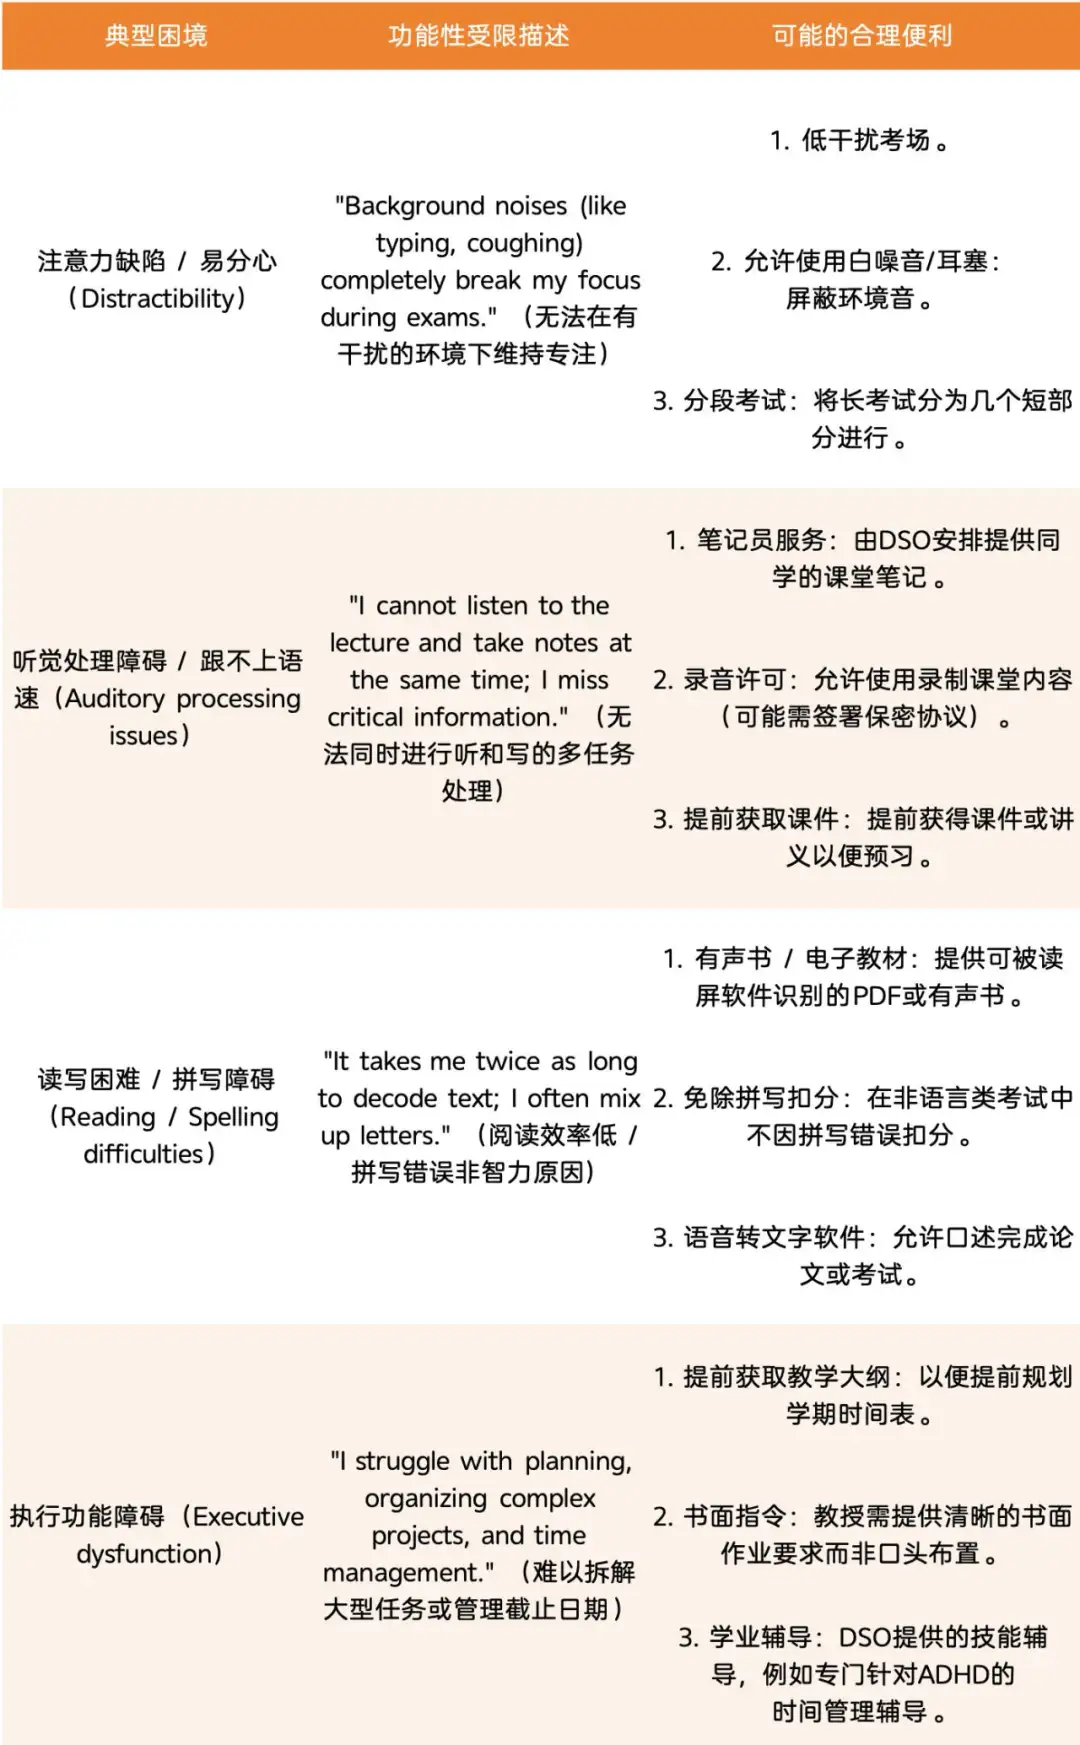 典型困境
功能性受限描述
可能的合理便利
注意力缺陷 / 易分心
（Distractibility）
"Background noises (like
typing, coughing)
completely break my focus
during exams." （无法在有
干扰的环境下维持专注）
1. 低干扰考场。
2. 允许使用白噪音/耳塞：
屏蔽环境音。
3. 分段考试：将长考试分为几个短部
分进行。
听觉处理障碍 / 跟不上语
速（Auditory processing
issues）
"I cannot listen to the
lecture and take notes at
the same time; I miss
critical information." （无
法同时进行听和写的多任务
处理）
1. 笔记员服务：由DSO安排提供同
学的课堂笔记。
2. 录音许可：允许使用录制课堂内容
（可能需签署保密协议）。
3. 提前获取课件：提前获得课件或讲
义以便预习。
读写困难 / 拼写障碍
（Reading / Spelling
difficulties）
"It takes me twice as long
to decode text; I often mix
up letters." （阅读效率低 /
拼写错误非智力原因）
1. 有声书 / 电子教材：提供可被读
屏软件识别的PDF或有声书。
2. 免除拼写扣分：在非语言类考试中
不因拼写错误扣分。
3. 语音转文字软件：允许口述完成论
文或考试。
执行功能障碍（Executive
dysfunction）
"I struggle with planning,
organizing complex
projects, and time
management." （难以拆解
大型任务或管理截止日期）
1. 提前获取教学大纲：以便提前规划
学期时间表。
2. 书面指令：教授需提供清晰的书面
作业要求而非口头布置。
3. 学业辅导：DSO提供的技能辅
导，例如专门针对ADHD的
时间管理辅导。